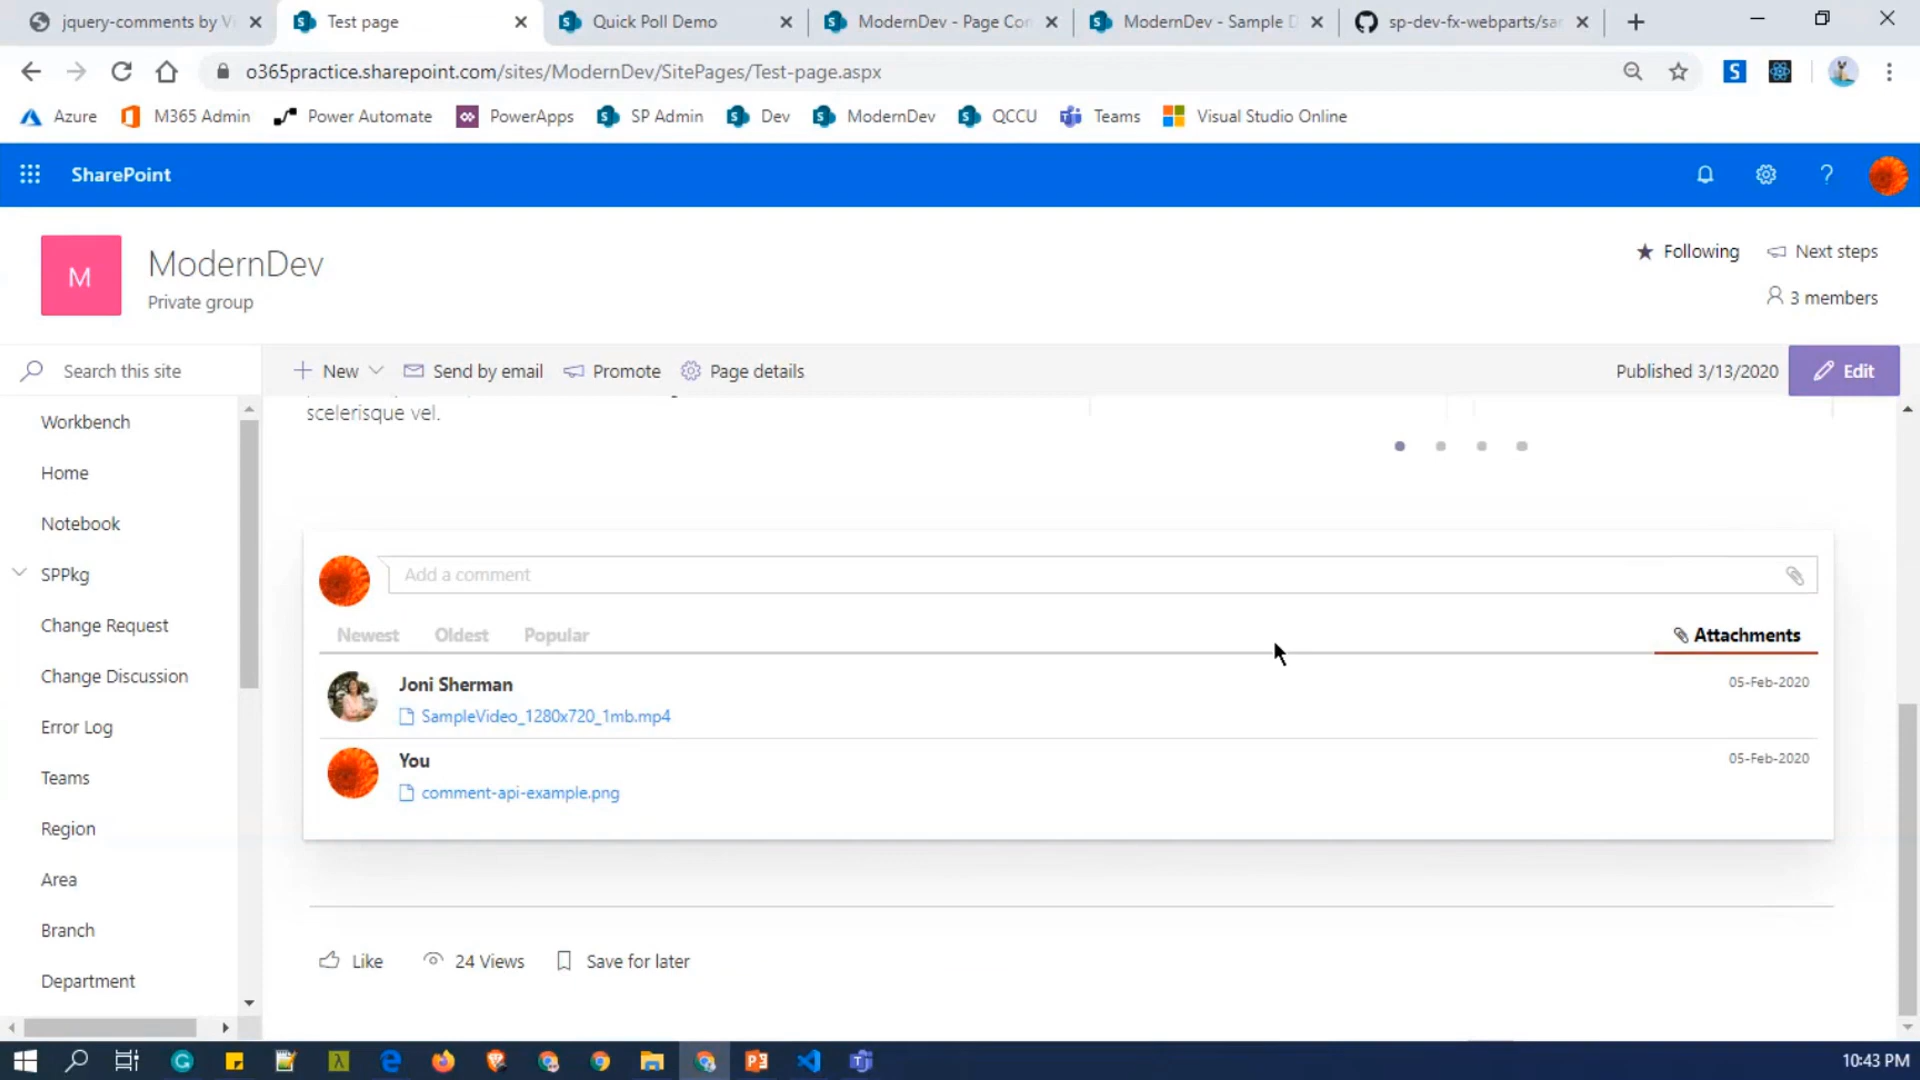 jquery-comments by Vi
Test page
Quick Poll Demo
ModernDev - Page Con
ModernDev - Sample D
sp-dev-fx-webparts/sam
o365practice.sharepoint.com/sites/ModernDev/SitePages/Test-page.aspx
Azure
M365 Admin
Power Automate
PowerApps
SP Admin
Dev
ModernDev
QCCU
Teams
Visual Studio Online
SharePoint
M
ModernDev
Private group
Following
Next steps
3 members
Search this site
New
Send by email
Promote
Page details
Published 3/13/2020
Edit
scelerisque vel.
Workbench
Home
Notebook
SPPkg
Change Request
Change Discussion
Error Log
Teams
Region
Area
Branch
Department
Add a comment
Newest
Oldest
Popular
Attachments
Joni Sherman
05-Feb-2020
SampleVideo_1280x720_1mb.mp4
You
05-Feb-2020
comment-api-example.png
Like
24 Views
Save for later
10:43 PM